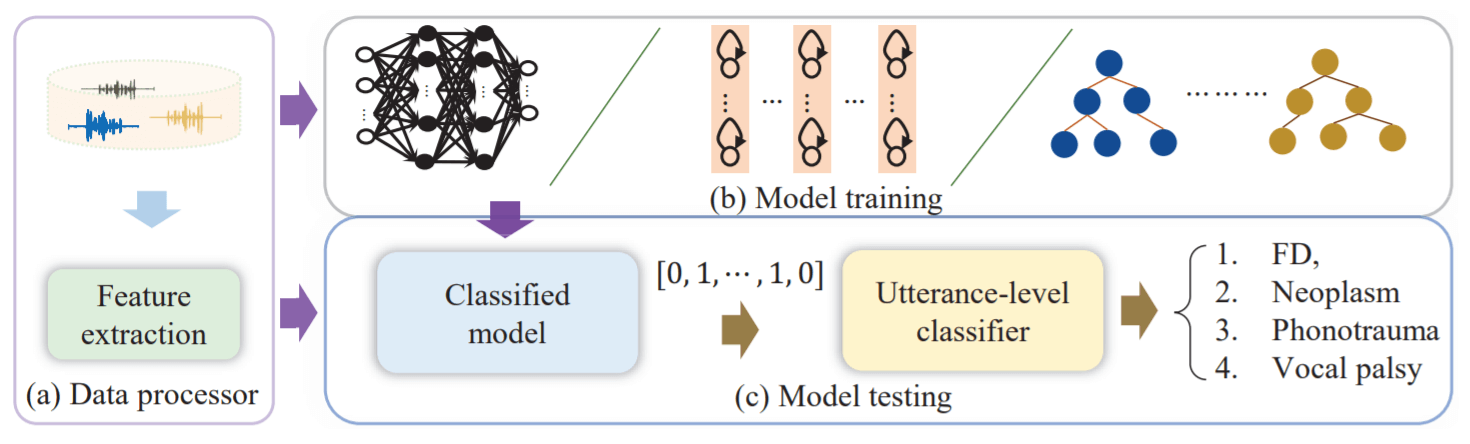 Feature
extraction
(a) Data processor
(b) Model training
Classified
model
[0, 1, ⋯, 1, 0]
Utterance-level
classifier
1. FD,
2. Neoplasm
3. Phonotrauma
4. Vocal palsy
(c) Model testing